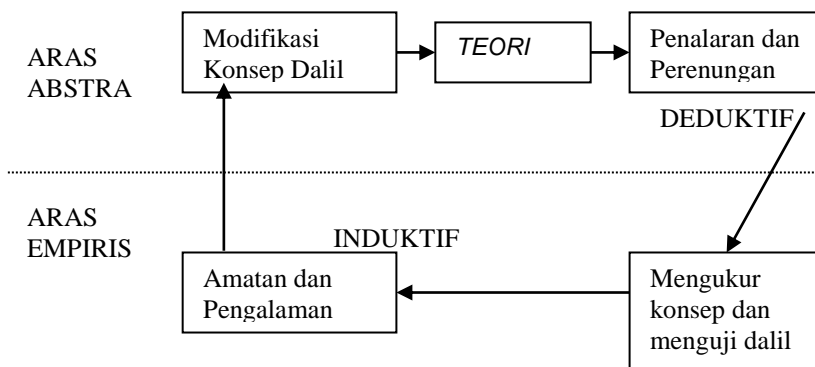 ARAS
ABSTRA
Modifikasi
Konsep Dalil
TEORI
Penalaran dan
Perenungan
DEDUKTIF
ARAS
EMPIRIS
INDUKTIF
Amatan dan
Pengalaman
Mengukur
konsep dan
menguji dalil